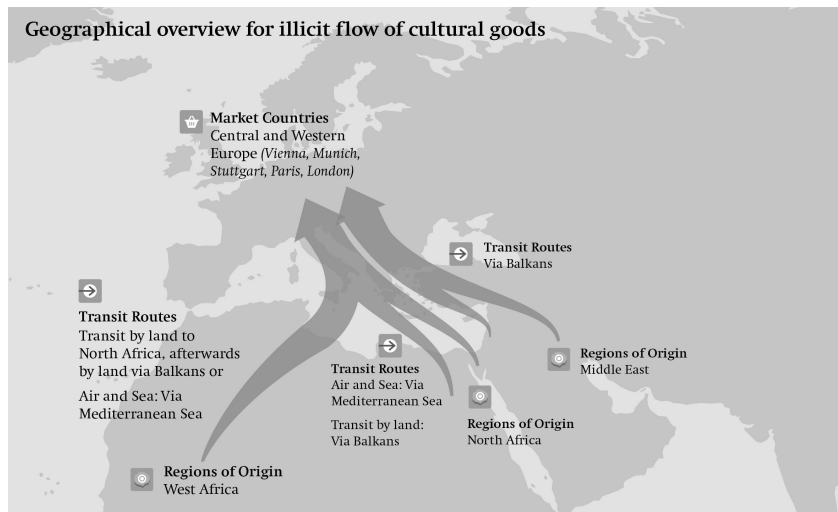 Geographical overview for illicit flow of cultural goods
Market Countries
Central and Western
Europe (Vienna, Munich,
Stuttgart, Paris, London)
Transit Routes
Via Balkans
Transit Routes
Transit by land to
North Africa, afterwards
by land via Balkans or
Air and Sea: Via
Mediterranean Sea
Transit Routes
Air and Sea: Via
Mediterranean Sea
Transit by land:
Via Balkans
Regions of Origin
Middle East
Regions of Origin
North Africa
Regions of Origin
West Africa